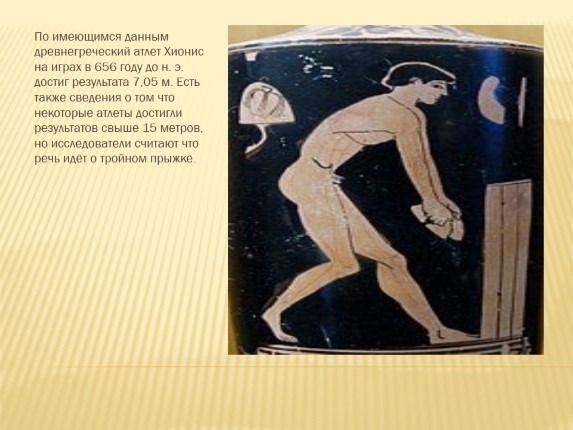 По имеющимся данным
древнегреческий атлет Хионис
на играх в 656 году до н. э.
достиг результата 7,05 м. Есть
также сведения о том что
некоторые атлеты достигли
результатов свыше 15 метров,
но исследователи считают что
речь идёт о тройном прыжке.